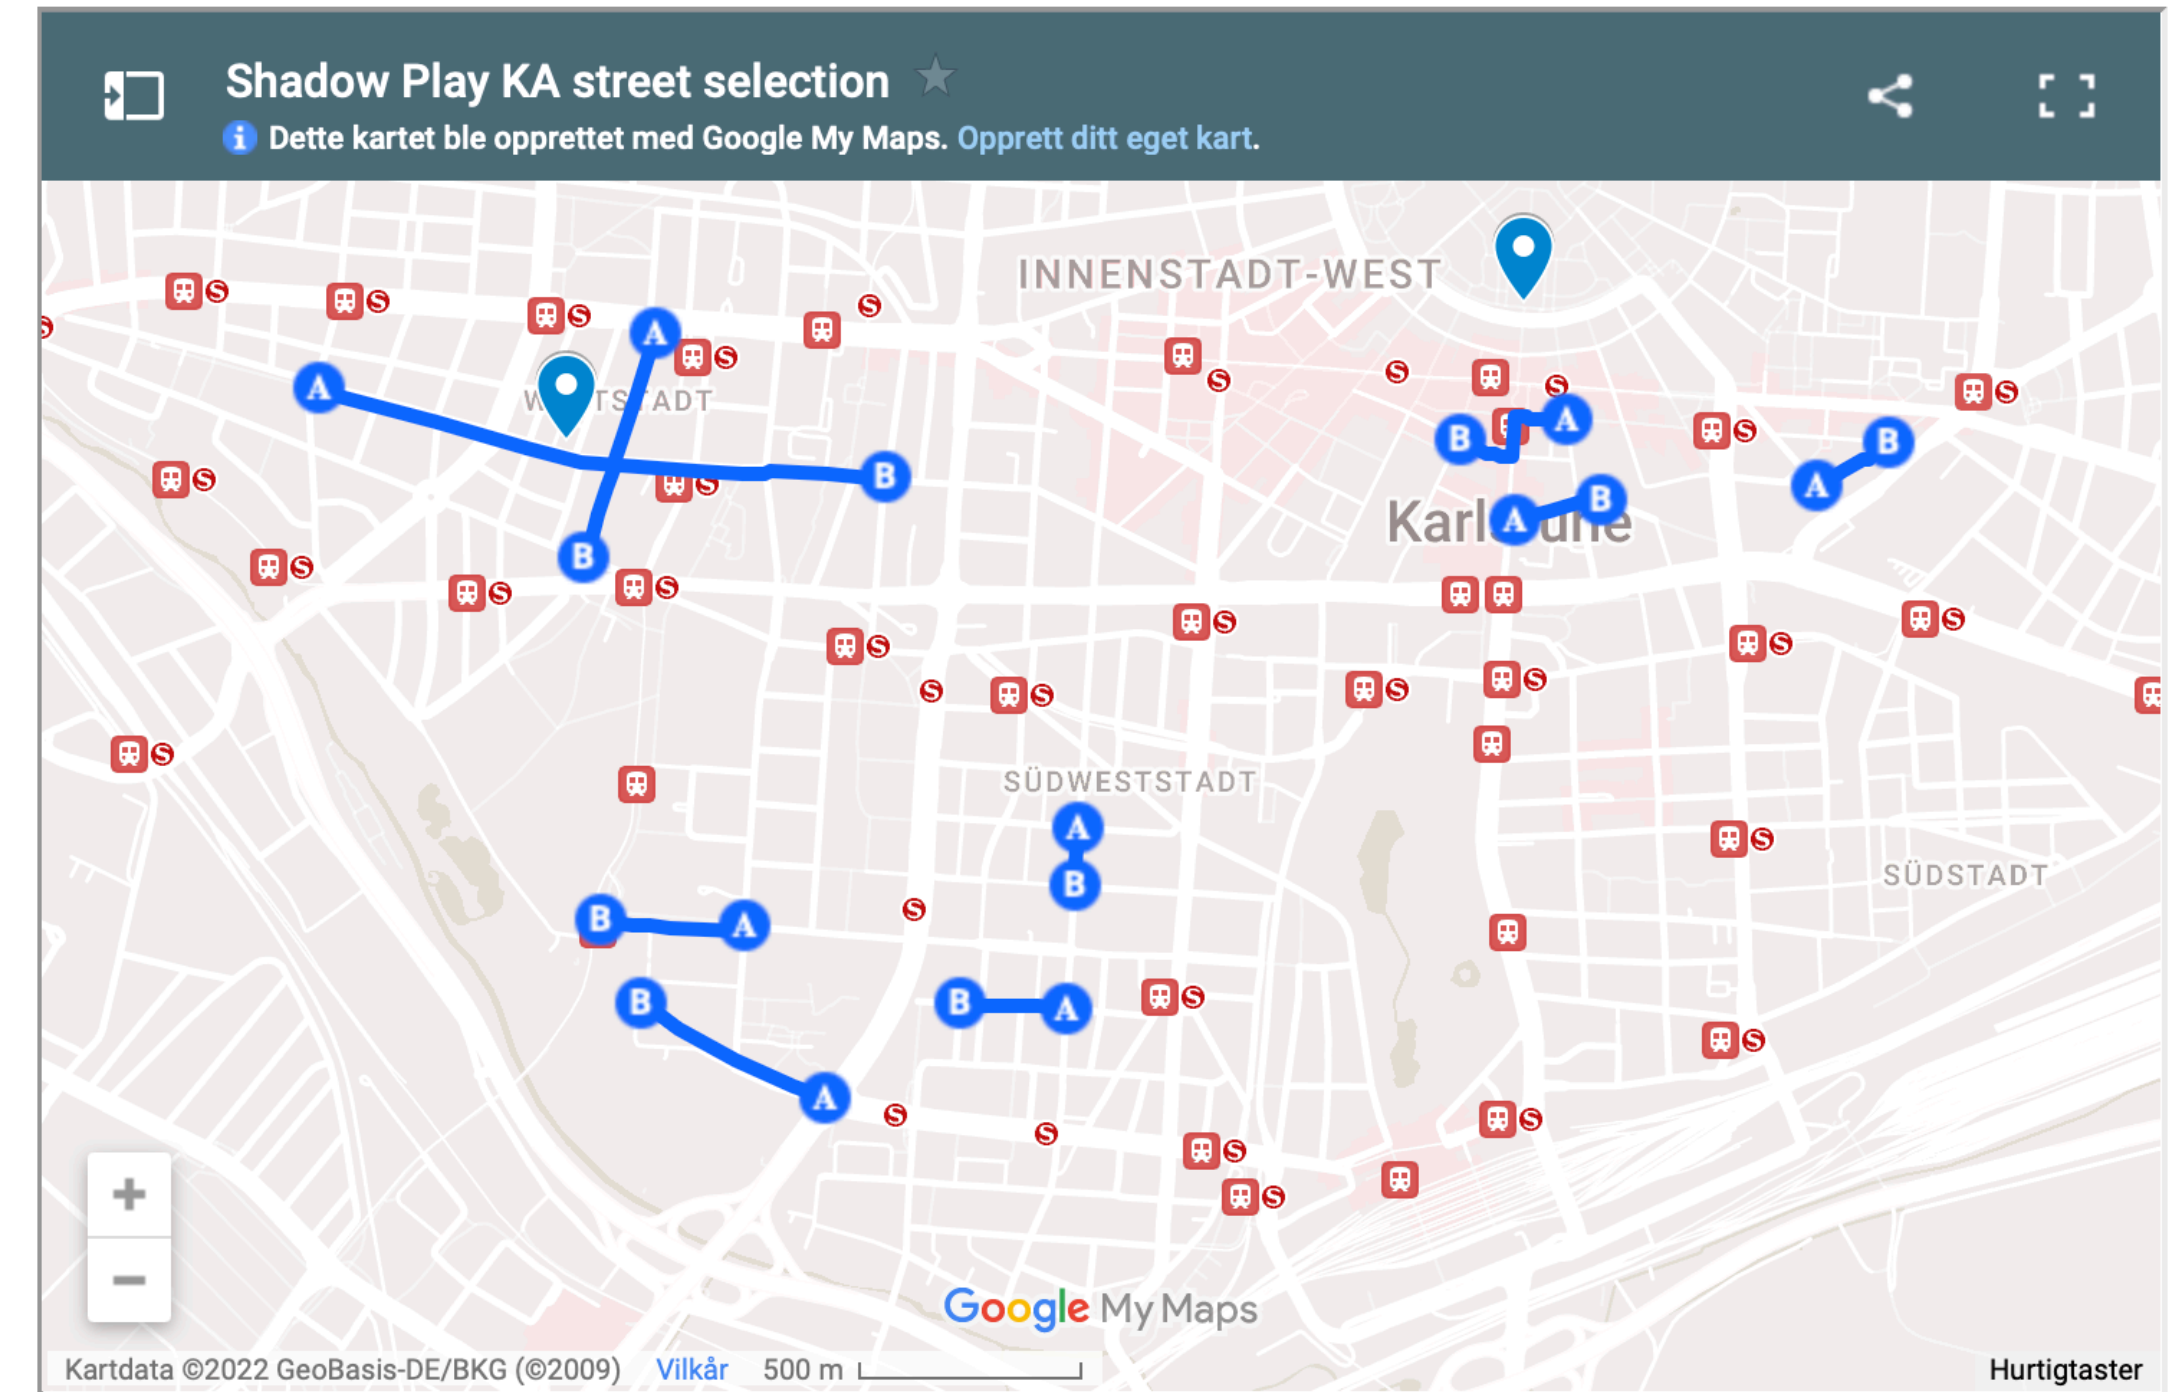 Shadow Play KA street selection
Dette kartet ble opprettet med Google My Maps. Opprett ditt eget kart.
INNENSTADT-WEST
A
A
B
A
B
B
A
B
B
A
SÜDWESTSTADT
A
B
SÜDSTADT
B
A
B
B
A
A
Google My Maps
Kartdata ©2022 GeoBasis-DE/BKG (©2009) Vilkår 500 m
Hurtigtaster